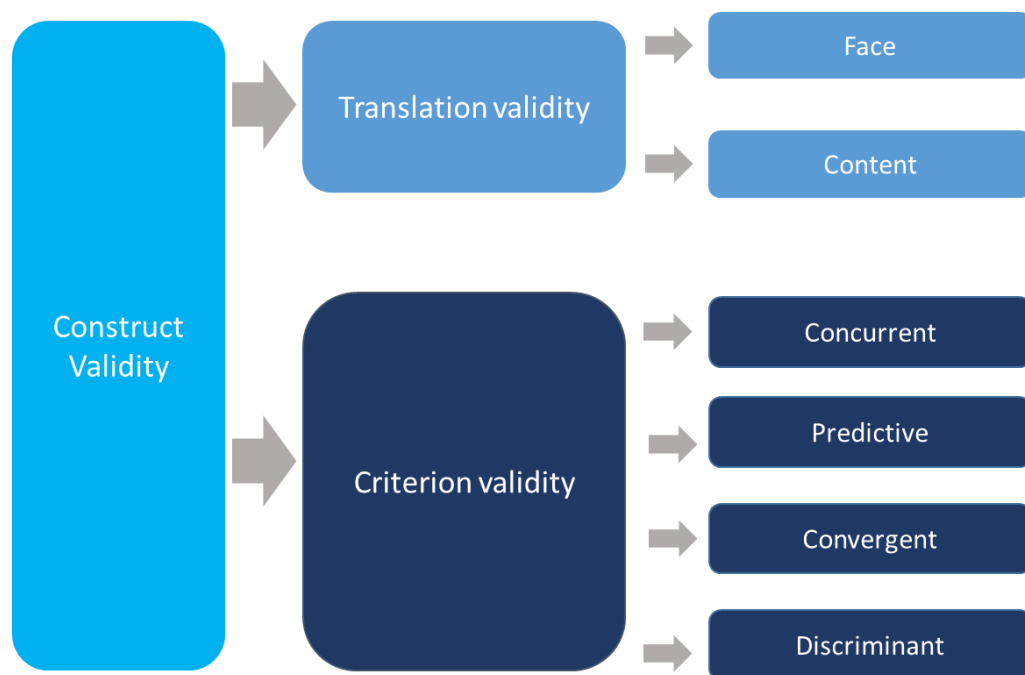 Construct
Validity
Translation validity
Face
Content
Criterion validity
Concurrent
Predictive
Convergent
Discriminant